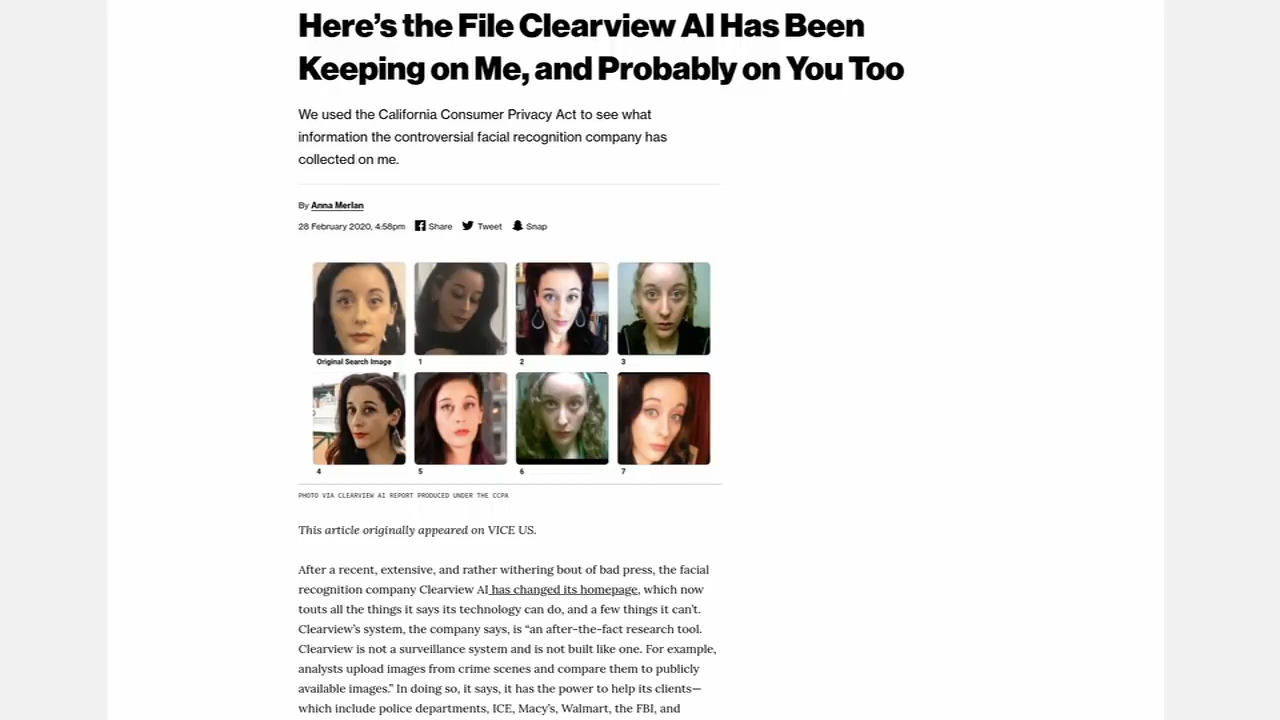 Here’s the File Clearview AI Has Been
Keeping on Me, and Probably on You Too
We used the California Consumer Privacy Act to see what
information the controversial facial recognition company has
collected on me.
By Anna Merlan
28 February 2020, 4:58pm Share Tweet Snap
Original Search Image 1 2 3
4 5 6 7
PHOTO VIA CLEARVIEW AI REPORT PRODUCED UNDER THE CCPA
This article originally appeared on VICE US.
After a recent, extensive, and rather withering bout of bad press, the facial
recognition company Clearview AI has changed its homepage, which now
touts all the things it says its technology can do, and a few things it can’t.
Clearview’s system, the company says, is “an after-the-fact research tool.
Clearview is not a surveillance system and is not built like one. For example,
analysts upload images from crime scenes and compare them to publicly
available images.” In doing so, it says, it has the power to help its clients—
which include police departments, ICE, Macy’s, Walmart, the FBI, and